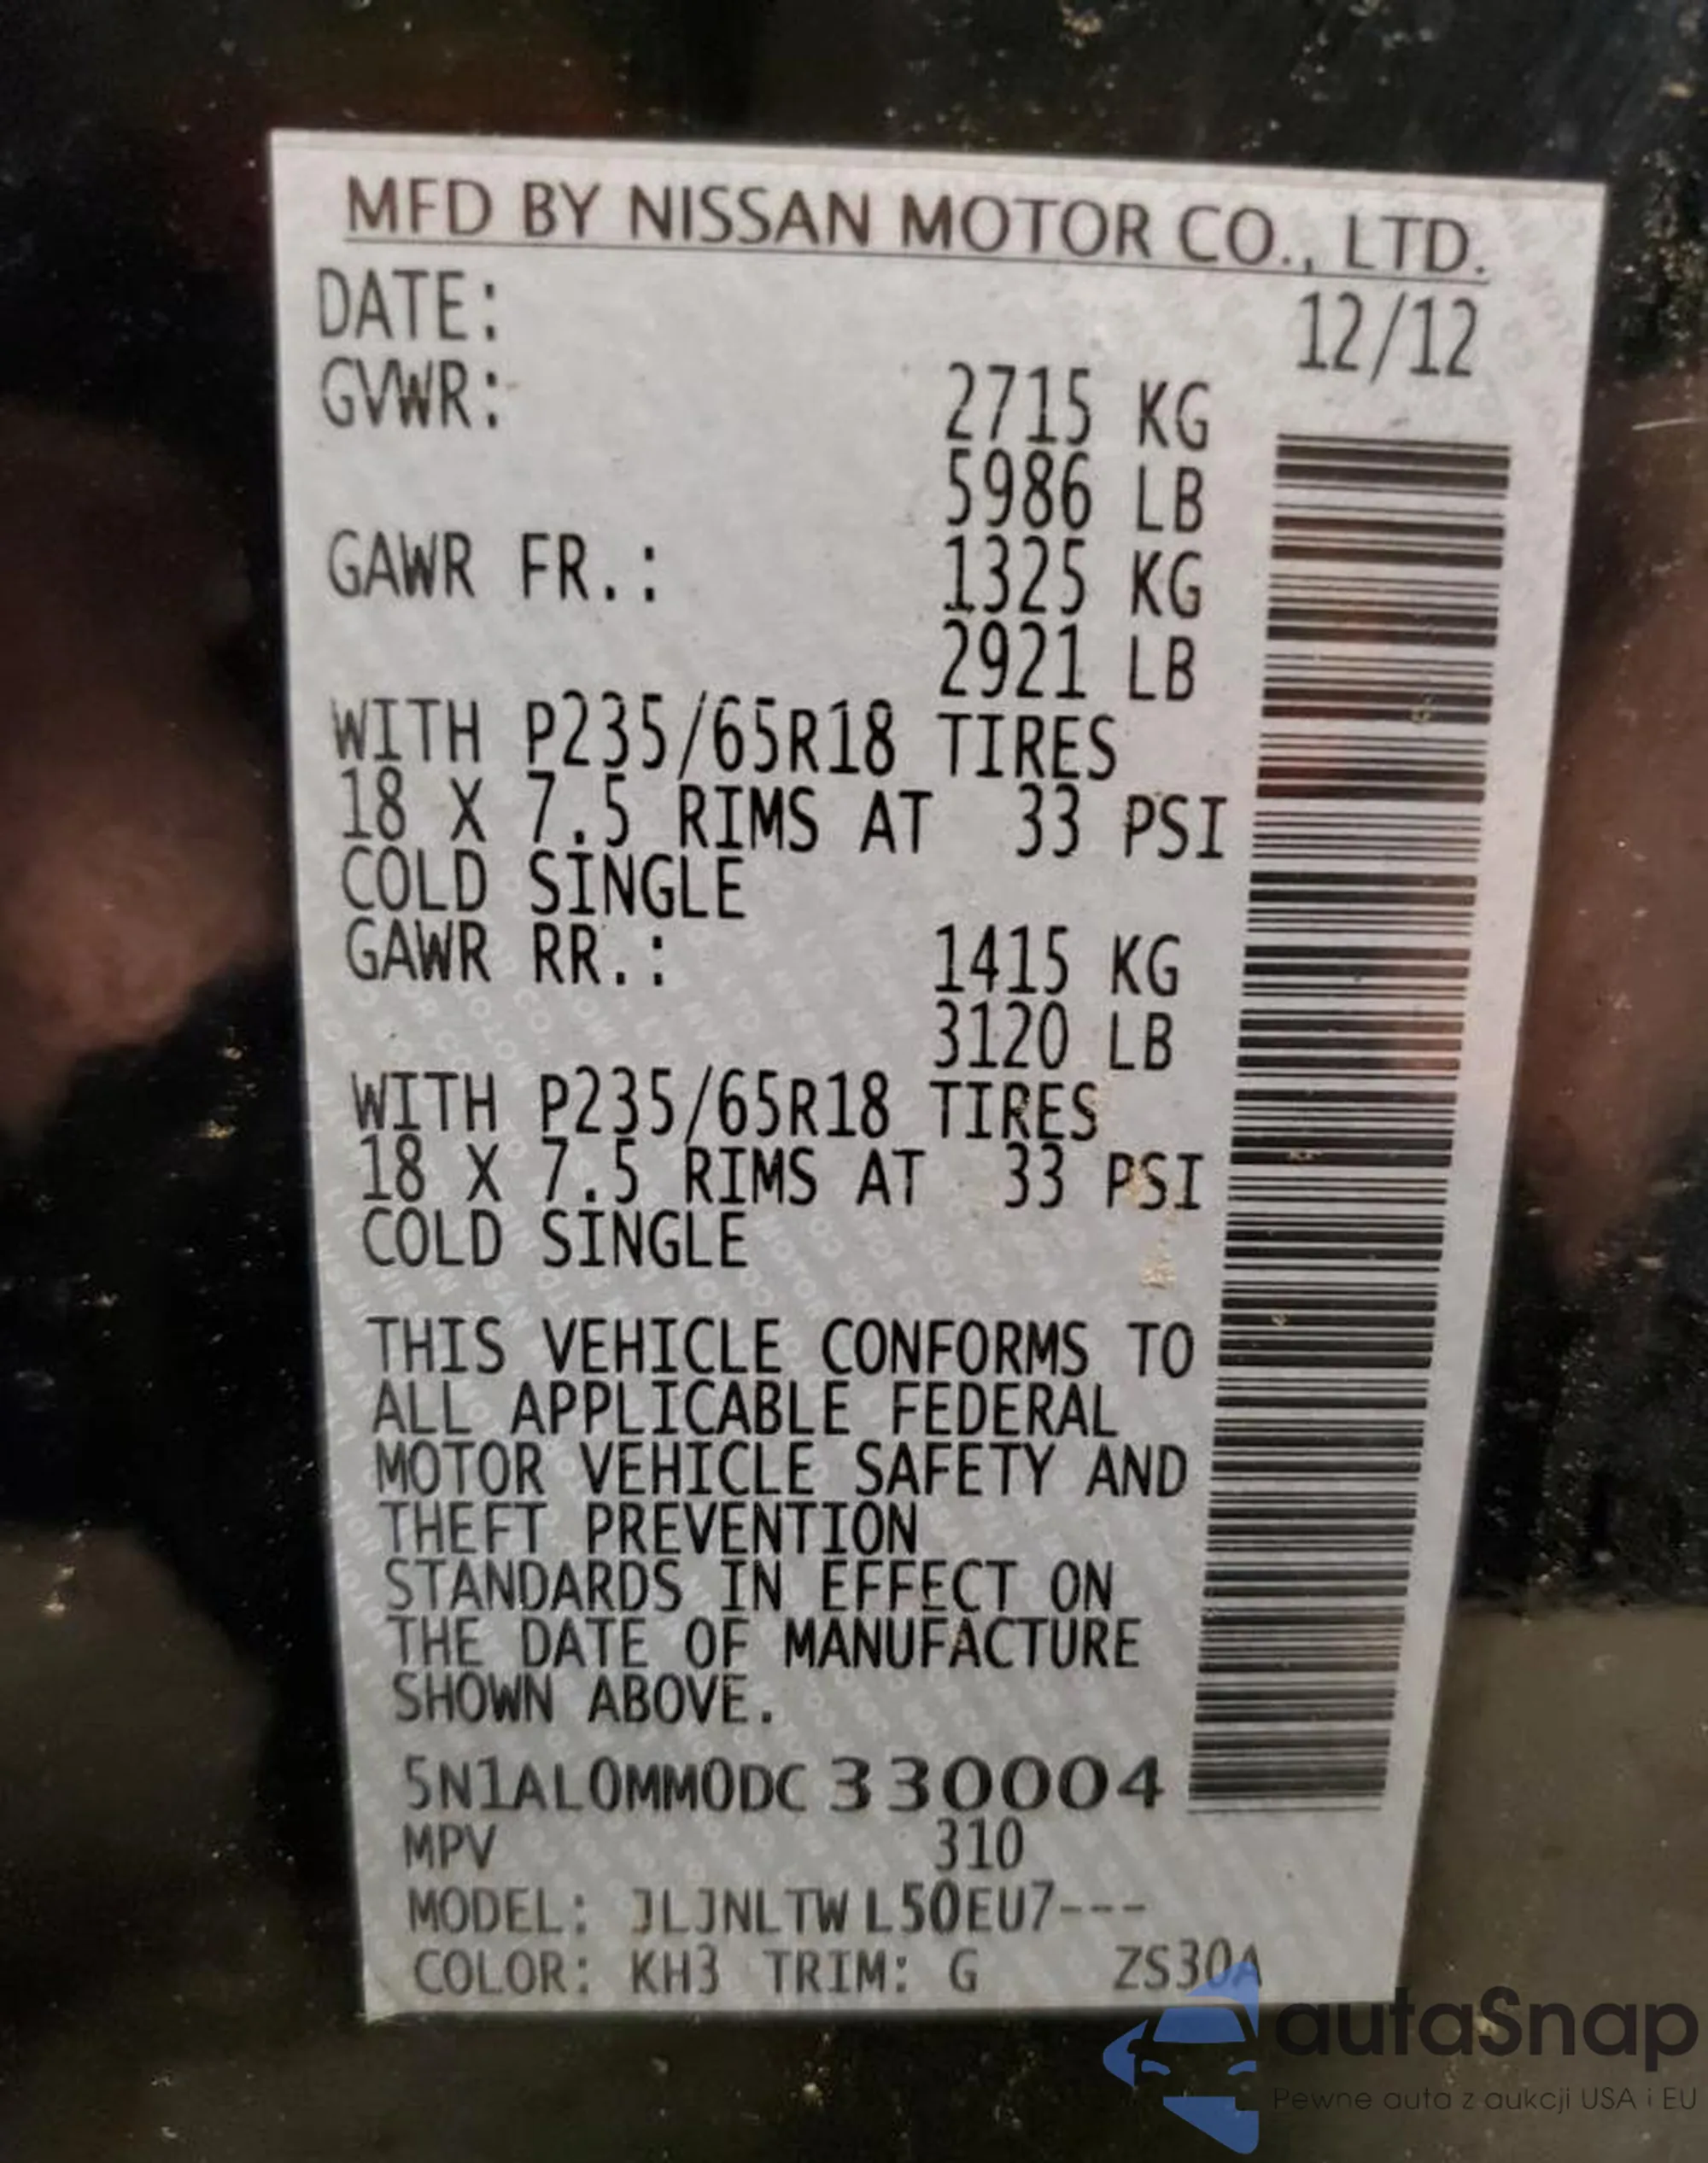 MFD BY NISSAN MOTOR CO., LTD.
DATE: 12/12
GVWR: 2715 KG
5986 LB
GAWR FR.: 1325 KG
2921 LB
WITH P235/65R18 TIRES
18 X 7.5 RIMS AT 33 PSI
COLD SINGLE
GAWR RR.: 1415 KG
3120 LB
WITH P235/65R18 TIRES
18 X 7.5 RIMS AT 33 PSI
COLD SINGLE
THIS VEHICLE CONFORMS TO
ALL APPLICABLE FEDERAL
MOTOR VEHICLE SAFETY AND
THEFT PREVENTION
STANDARDS IN EFFECT ON
THE DATE OF MANUFACTURE
SHOWN ABOVE.
5N1AL0MM0DC330004
MPV 310
MODEL: JLJNLTWL50EU7---
COLOR: KH3 TRIM: G ZS30A
autaSnap
Pewne auta z aukcji USA i EU